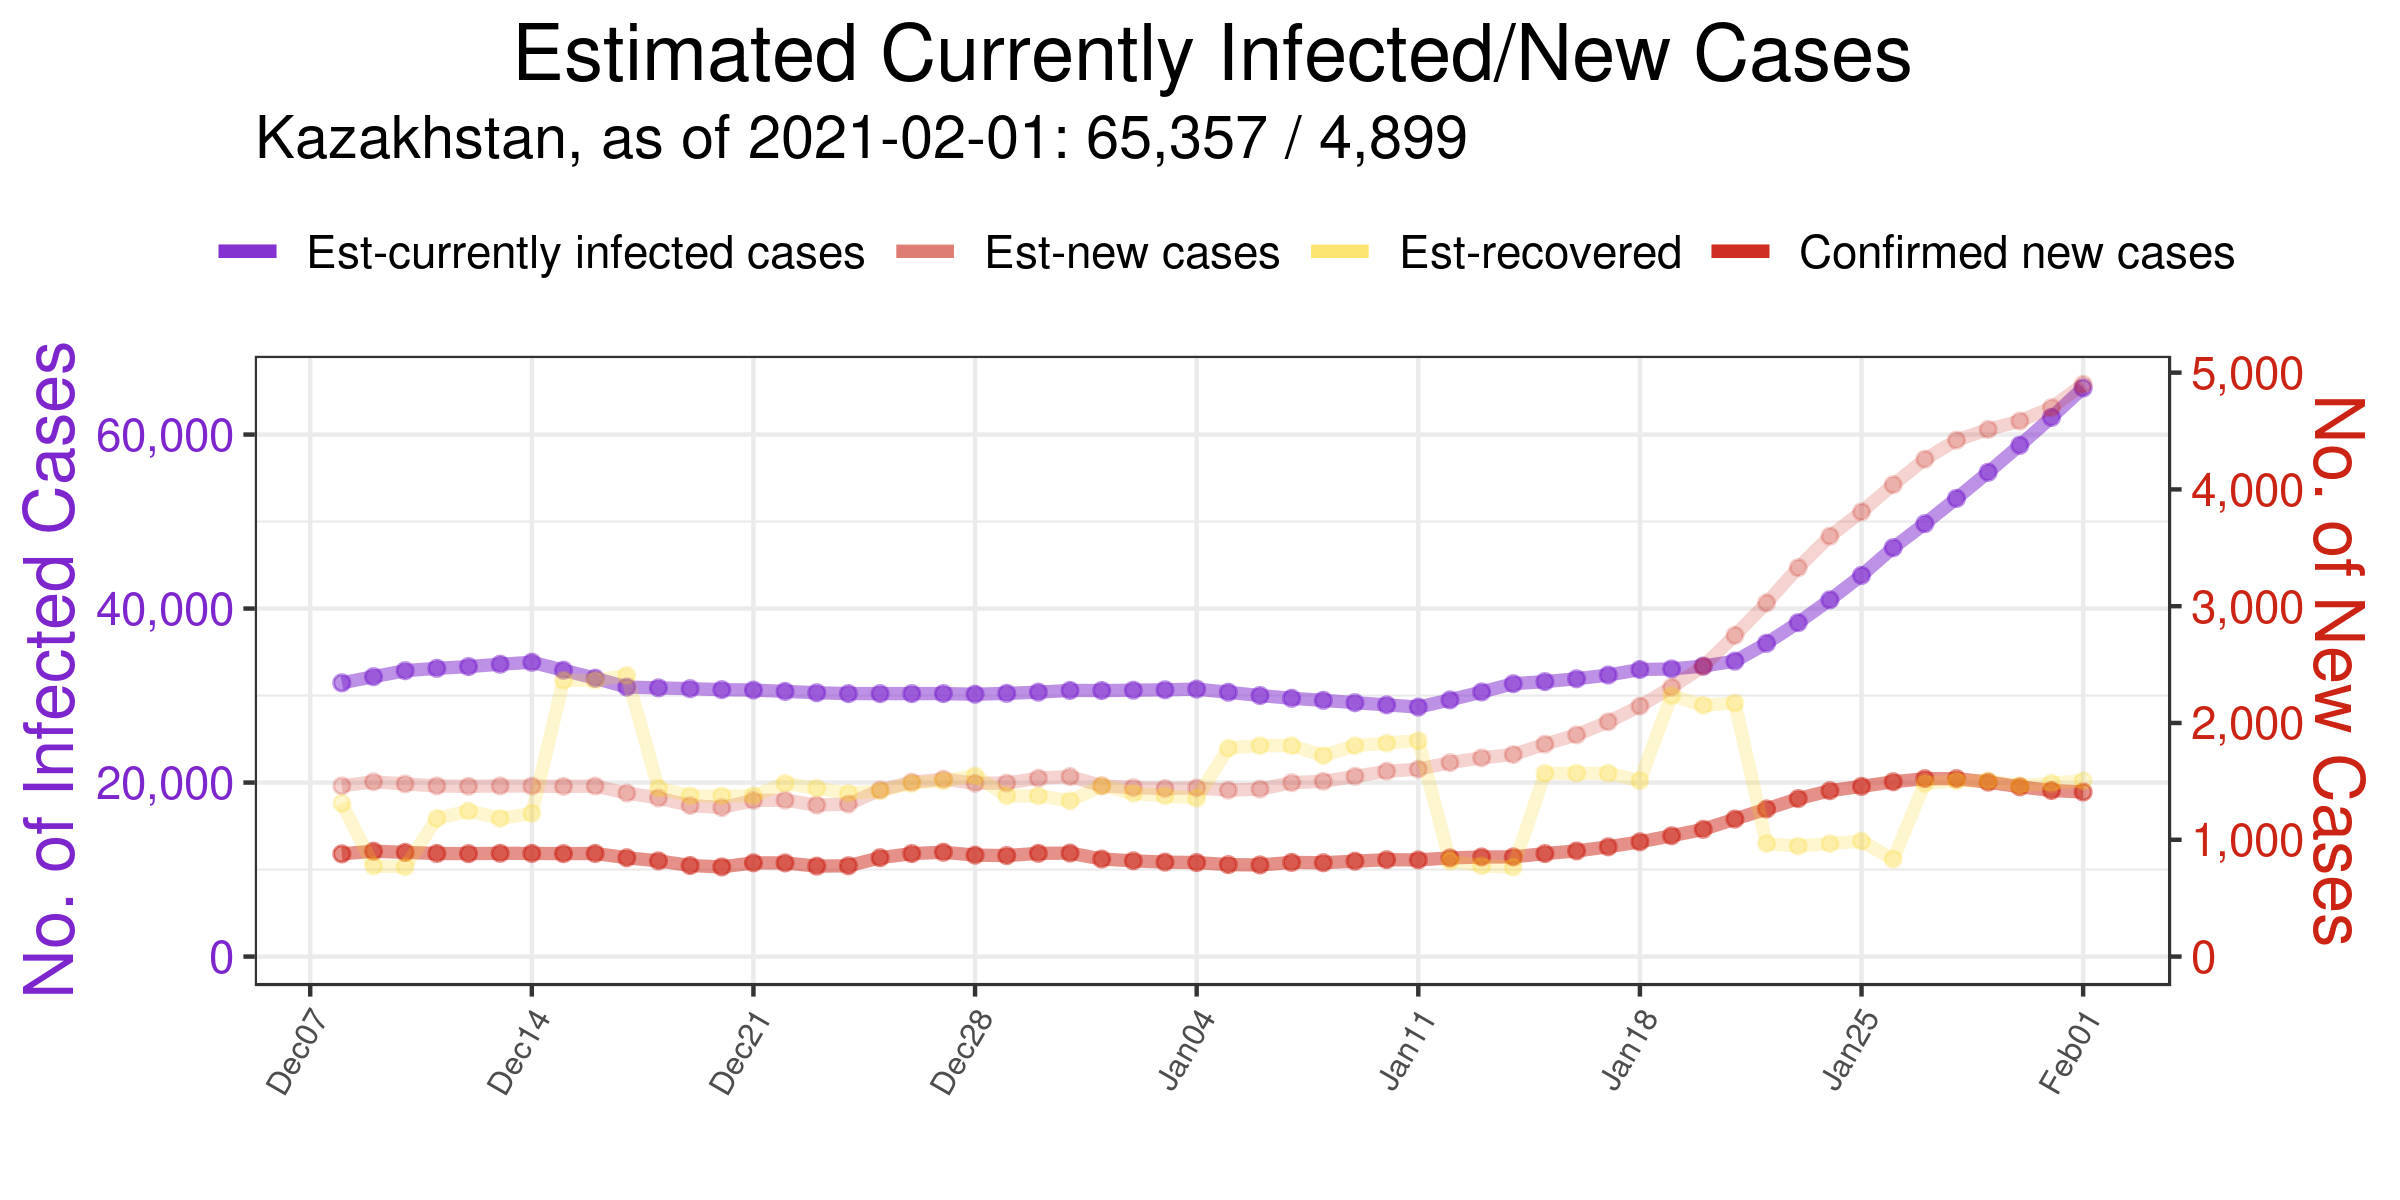 Estimated Currently Infected/New Cases
Kazakhstan, as of 2021-02-01: 65,357 / 4,899
Est-currently infected cases Est-new cases Est-recovered Confirmed new cases
No. of Infected Cases
60,000
40,000
20,000
0
5,000
4,000
3,000
2,000
1,000
0
No. of New Cases
Dec07 Dec14 Dec21 Dec28 Jan04 Jan11 Jan18 Jan25 Feb01